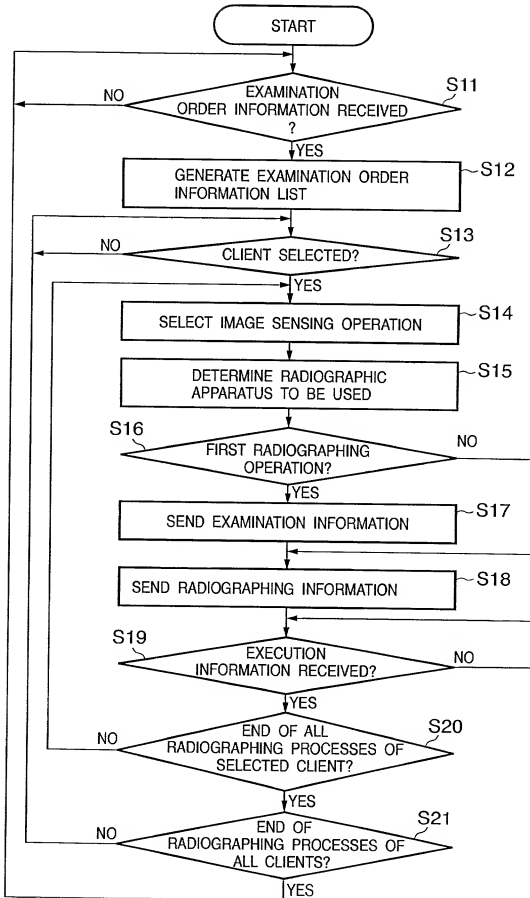 START
S11
NO
EXAMINATION
ORDER INFORMATION RECEIVED
?
YES
S12
GENERATE EXAMINATION ORDER
INFORMATION LIST
S13
NO
CLIENT SELECTED?
YES
S14
SELECT IMAGE SENSING OPERATION
S15
DETERMINE RADIOGRAPHIC
APPARATUS TO BE USED
S16
NO
FIRST RADIOGRAPHING
OPERATION?
YES
S17
SEND EXAMINATION INFORMATION
S18
SEND RADIOGRAPHING INFORMATION
S19
EXECUTION
INFORMATION RECEIVED?
NO
YES
S20
NO
END OF ALL
RADIOGRAPHING PROCESSES OF
SELECTED CLIENT?
YES
S21
NO
END OF
RADIOGRAPHING PROCESSES OF
ALL CLIENTS?
YES